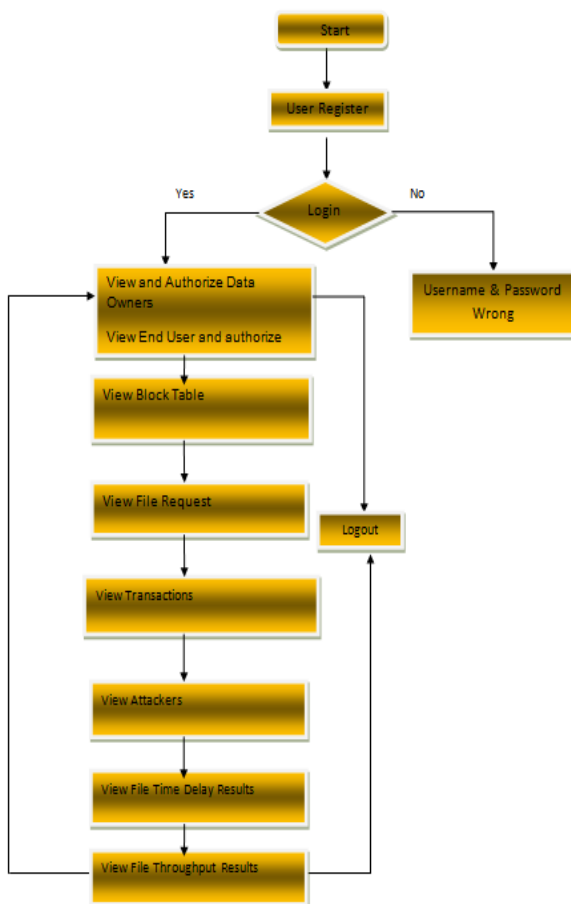 Start
User Register
Yes
No
Login
View and Authorize Data
Owners
View End User and authorize
Username & Password
Wrong
View Block Table
View File Request
Logout
View Transactions
View Attackers
View File Time Delay Results
View File Throughput Results